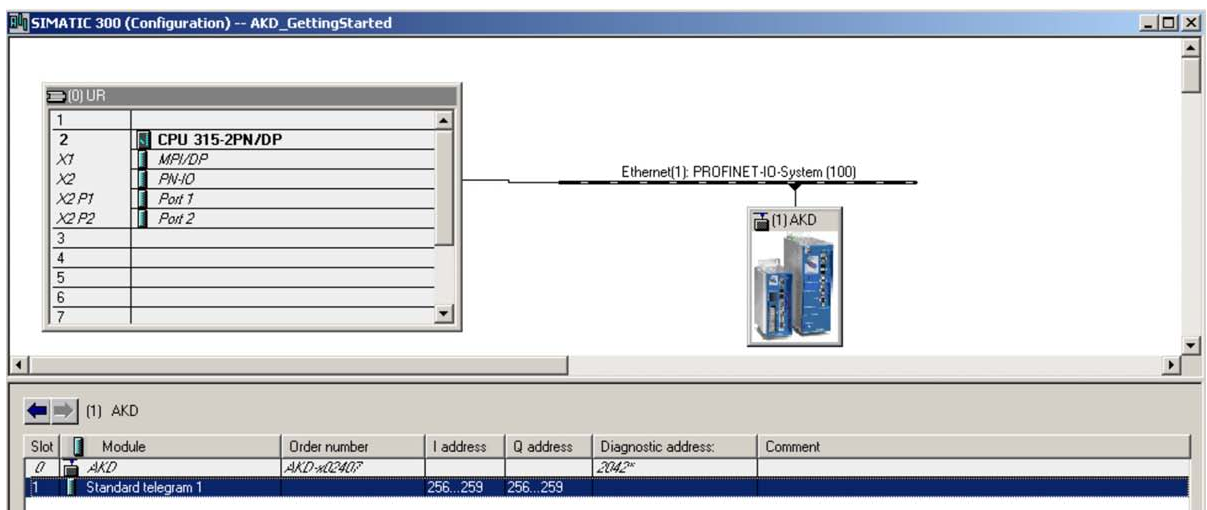 SIMATIC 300 (Configuration) -- AKD_GettingStarted
(0) UR
1
2 CPU 315-2PN/DP
X1 MPI/DP
X2 PN-IO
X2 P1 Port 1
X2 P2 Port 2
3
4
5
6
7
Ethernet(1): PROFINET-IO-System (100)
(1) AKD
(1) AKD
Slot Module Order number I address Q address Diagnostic address: Comment
0 AKD AKD-x02407 2042*
1 Standard telegram 1 256...259 256...259